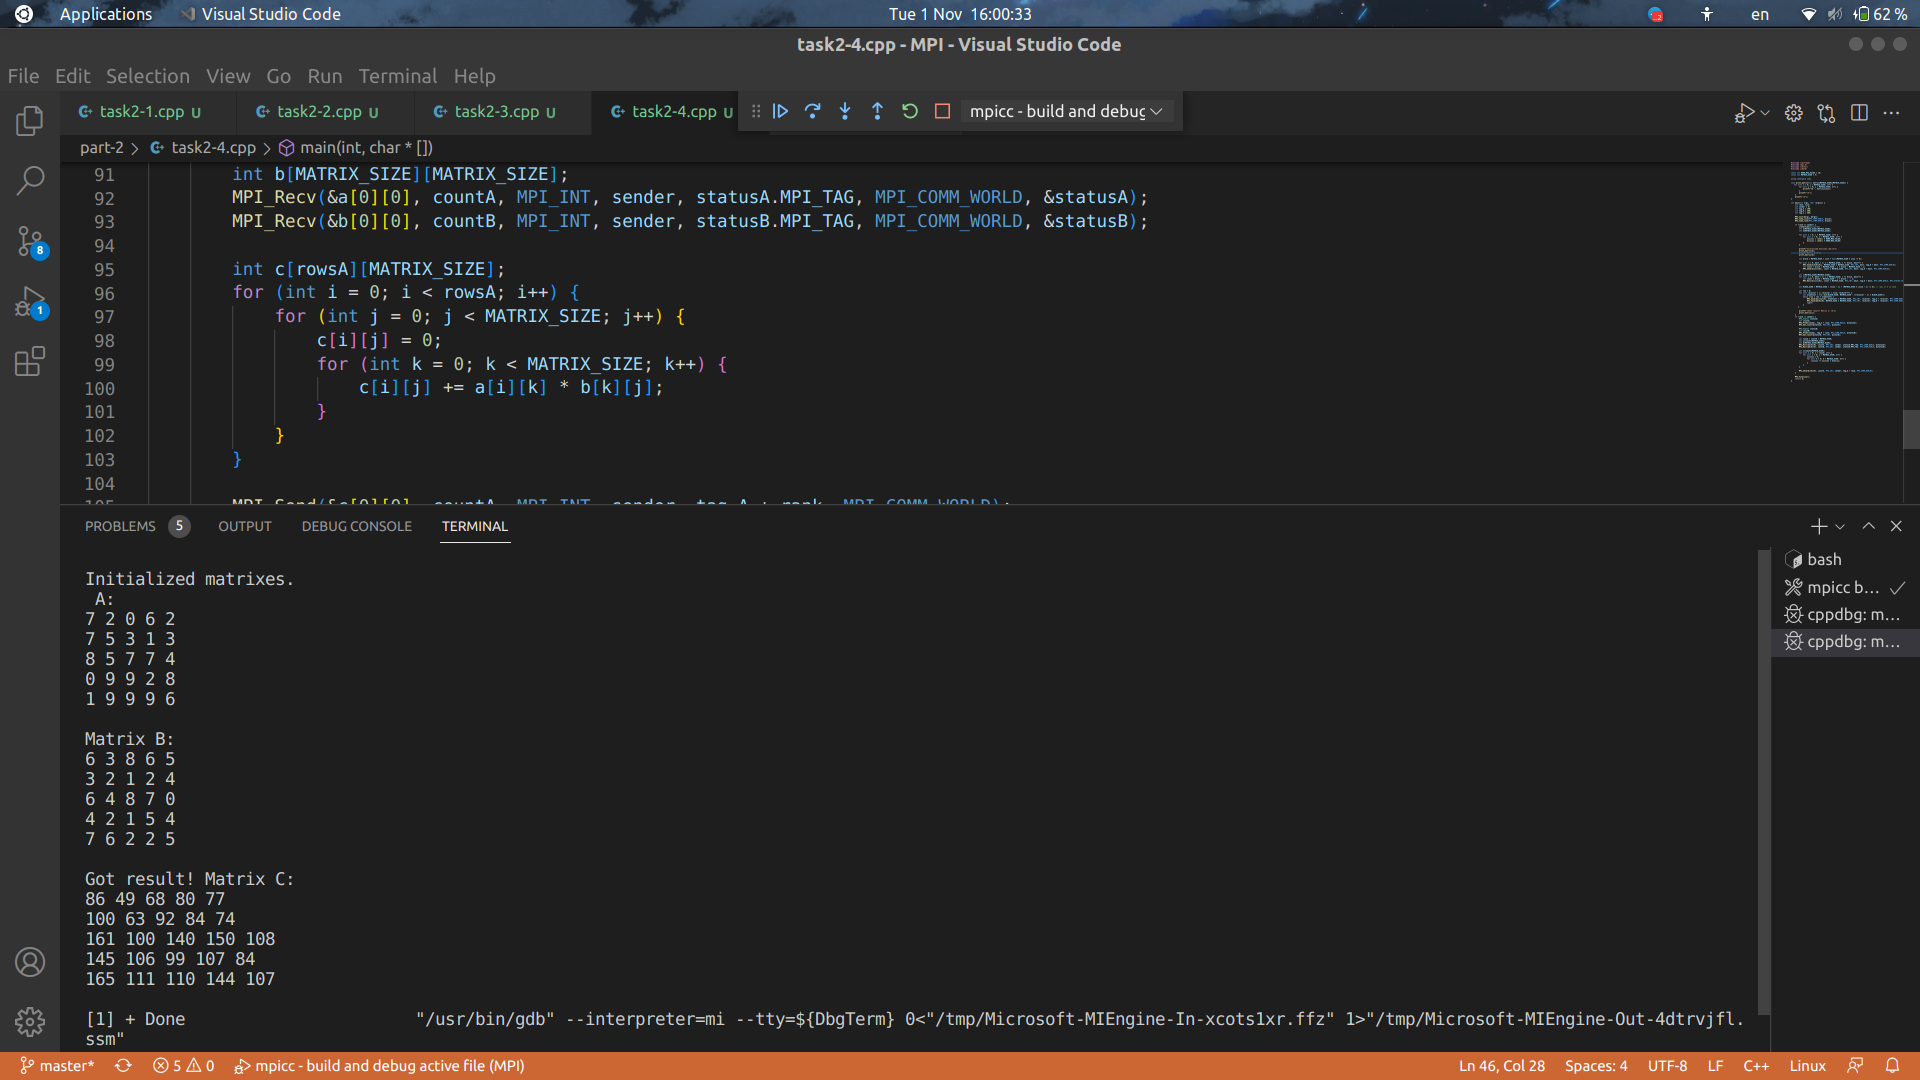 Applications Visual Studio Code Tue 1 Nov 16:00:33 en 62 %
task2-4.cpp - MPI - Visual Studio Code
File Edit Selection View Go Run Terminal Help
task2-1.cpp U task2-2.cpp U task2-3.cpp U task2-4.cpp U mpicc - build and debug
part-2 > task2-4.cpp > main(int, char * [])
91 int b[MATRIX_SIZE][MATRIX_SIZE];
92 MPI_Recv(&a[0][0], countA, MPI_INT, sender, statusA.MPI_TAG, MPI_COMM_WORLD, &statusA);
93 MPI_Recv(&b[0][0], countB, MPI_INT, sender, statusB.MPI_TAG, MPI_COMM_WORLD, &statusB);
94
95 int c[rowsA][MATRIX_SIZE];
96 for (int i = 0; i < rowsA; i++) {
97 for (int j = 0; j < MATRIX_SIZE; j++) {
98 c[i][j] = 0;
99 for (int k = 0; k < MATRIX_SIZE; k++) {
100 c[i][j] += a[i][k] * b[k][j];
101 }
102 }
103 }
104
105 MPI_Send(&c[0][0], countA, MPI_INT, sender, tag_A + rank, MPI_COMM_WORLD);
8
1
PROBLEMS 5 OUTPUT DEBUG CONSOLE TERMINAL
bash
mpicc b...
cppdbg: m...
cppdbg: m...
Initialized matrixes.
A:
7 2 0 6 2
7 5 3 1 3
8 5 7 7 4
0 9 9 2 8
1 9 9 9 6
Matrix B:
6 3 8 6 5
3 2 1 2 4
6 4 8 7 0
4 2 1 5 4
7 6 2 2 5
Got result! Matrix C:
86 49 68 80 77
100 63 92 84 74
161 100 140 150 108
145 106 99 107 84
165 111 110 144 107
[1] + Done "/usr/bin/gdb" --interpreter=mi --tty=${DbgTerm} 0<"/tmp/Microsoft-MIEngine-In-xcots1xr.ffz" 1>"/tmp/Microsoft-MIEngine-Out-4dtrvjfl.
ssm"
master* 5 0 mpicc - build and debug active file (MPI) Ln 46, Col 28 Spaces: 4 UTF-8 LF C++ Linux